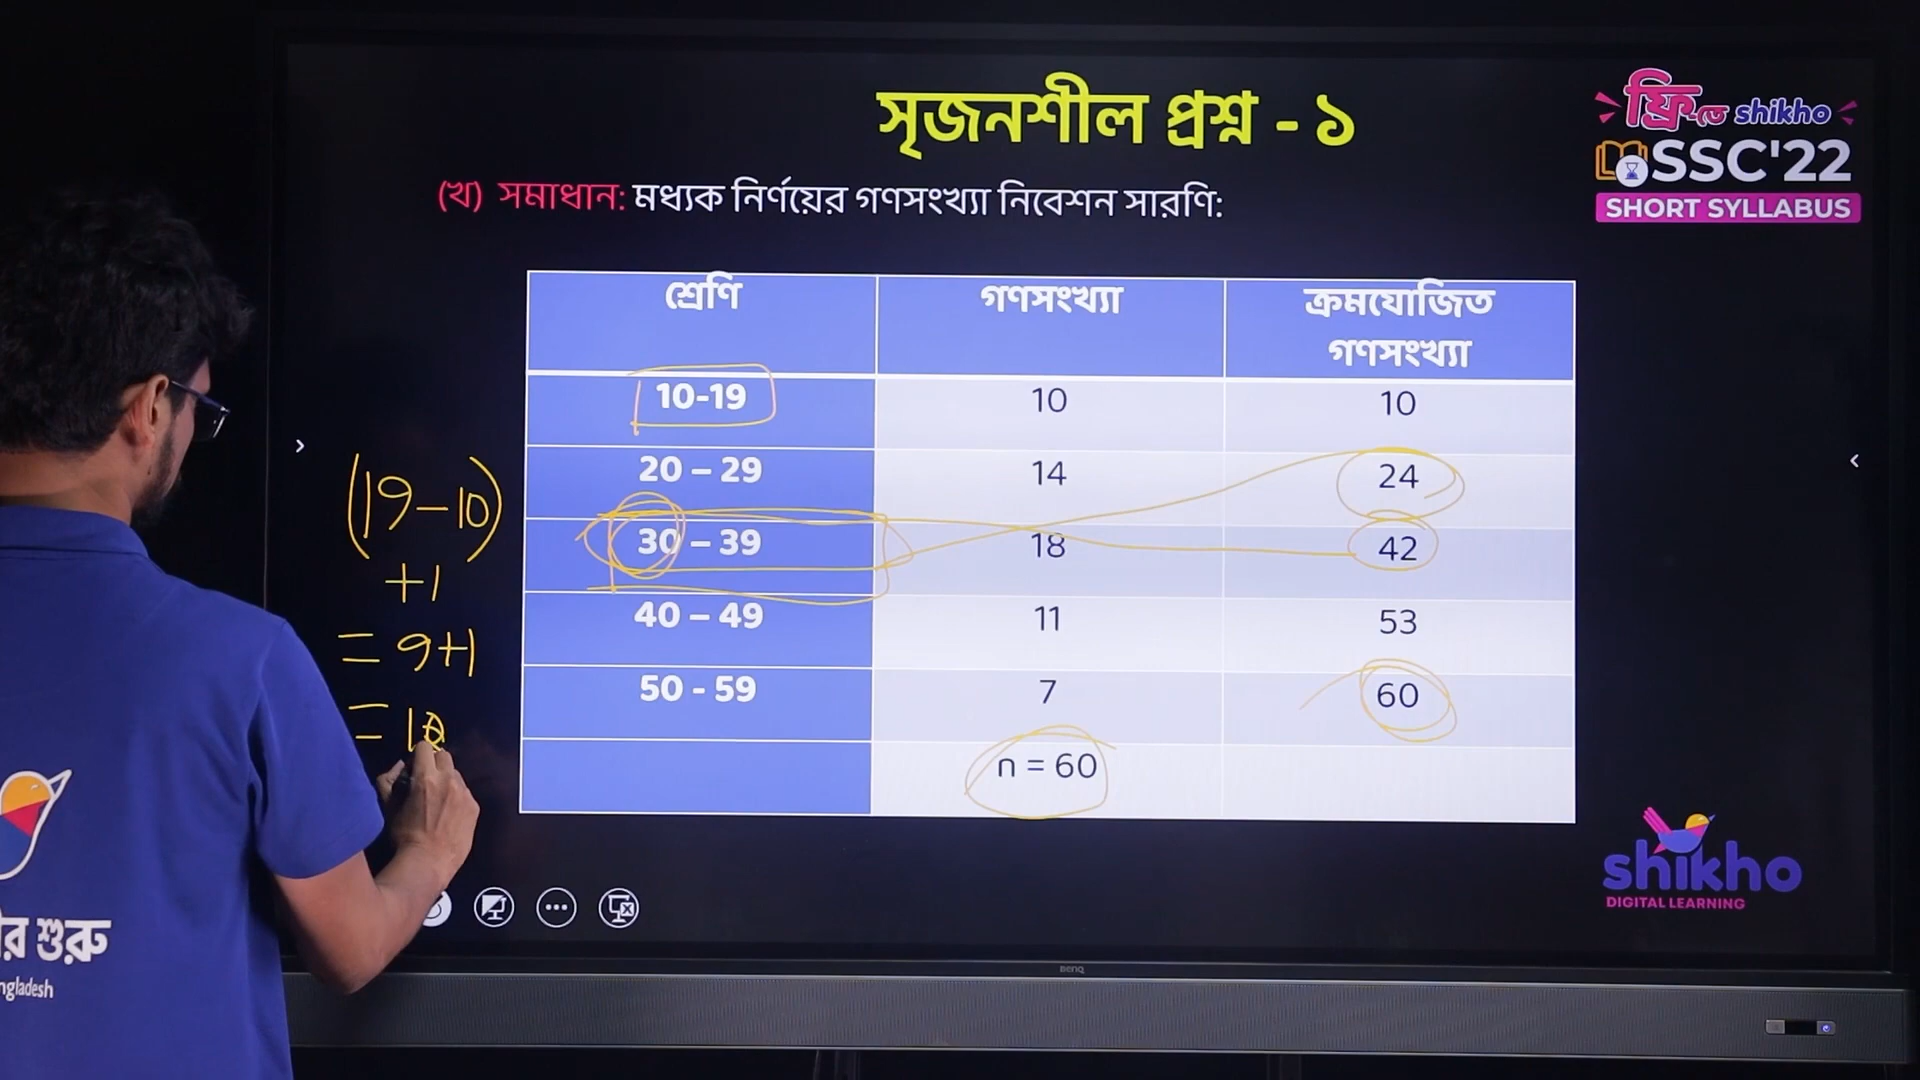 সৃজনশীল প্রশ্ন - ১
ফ্রিতে shikho
SSC'22
SHORT SYLLABUS
(খ) সমাধান: মধ্যক নির্ণয়ের গণসংখ্যা নিবেশন সারণি:
শ্রেণি গণসংখ্যা ক্রমযোজিত গণসংখ্যা
10-19 10 10
20 – 29 14 24
30 – 39 18 42
40 – 49 11 53
50 - 59 7 60
n = 60
(19-10)
+1
= 9+1
= 10
shikho
DIGITAL LEARNING
BenQ
র শুরু
ngladesh